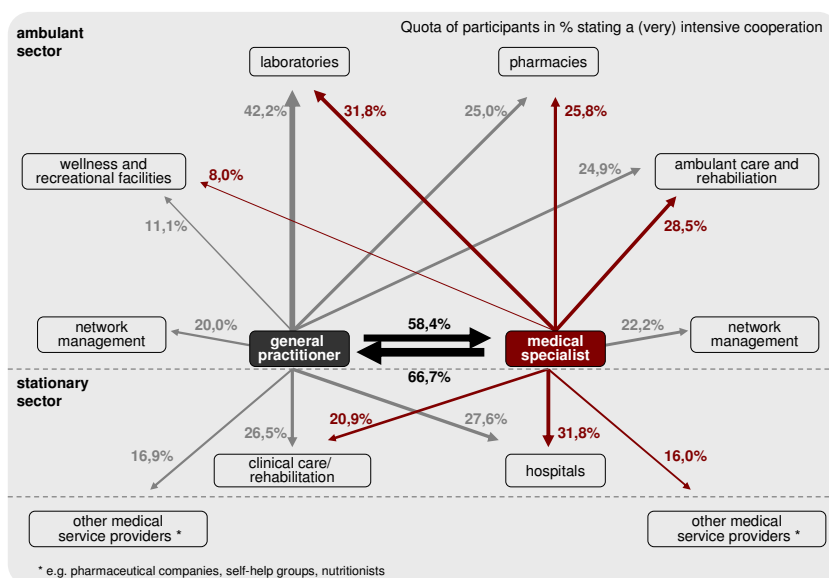 ambulant
sector
Quota of participants in % stating a (very) intensive cooperation
laboratories
pharmacies
42,2%
31,8%
25,0%
25,8%
wellness and
recreational facilities
8,0%
24,9%
ambulant care and
rehabiliation
11,1%
28,5%
network
management
20,0%
general
practitioner
58,4%
medical
specialist
22,2%
network
management
66,7%
stationary
sector
16,9%
26,5%
20,9%
27,6%
31,8%
16,0%
clinical care/
rehabilitation
hospitals
other medical
service providers *
other medical
service providers *
* e.g. pharmaceutical companies, self-help groups, nutritionists